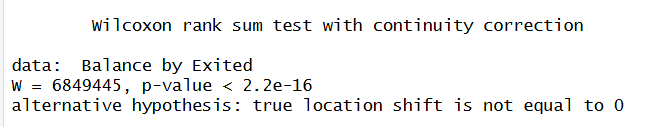 Wilcoxon rank sum test with continuity correction
data:  Balance by Exited
W = 6849445, p-value < 2.2e-16
alternative hypothesis: true location shift is not equal to 0